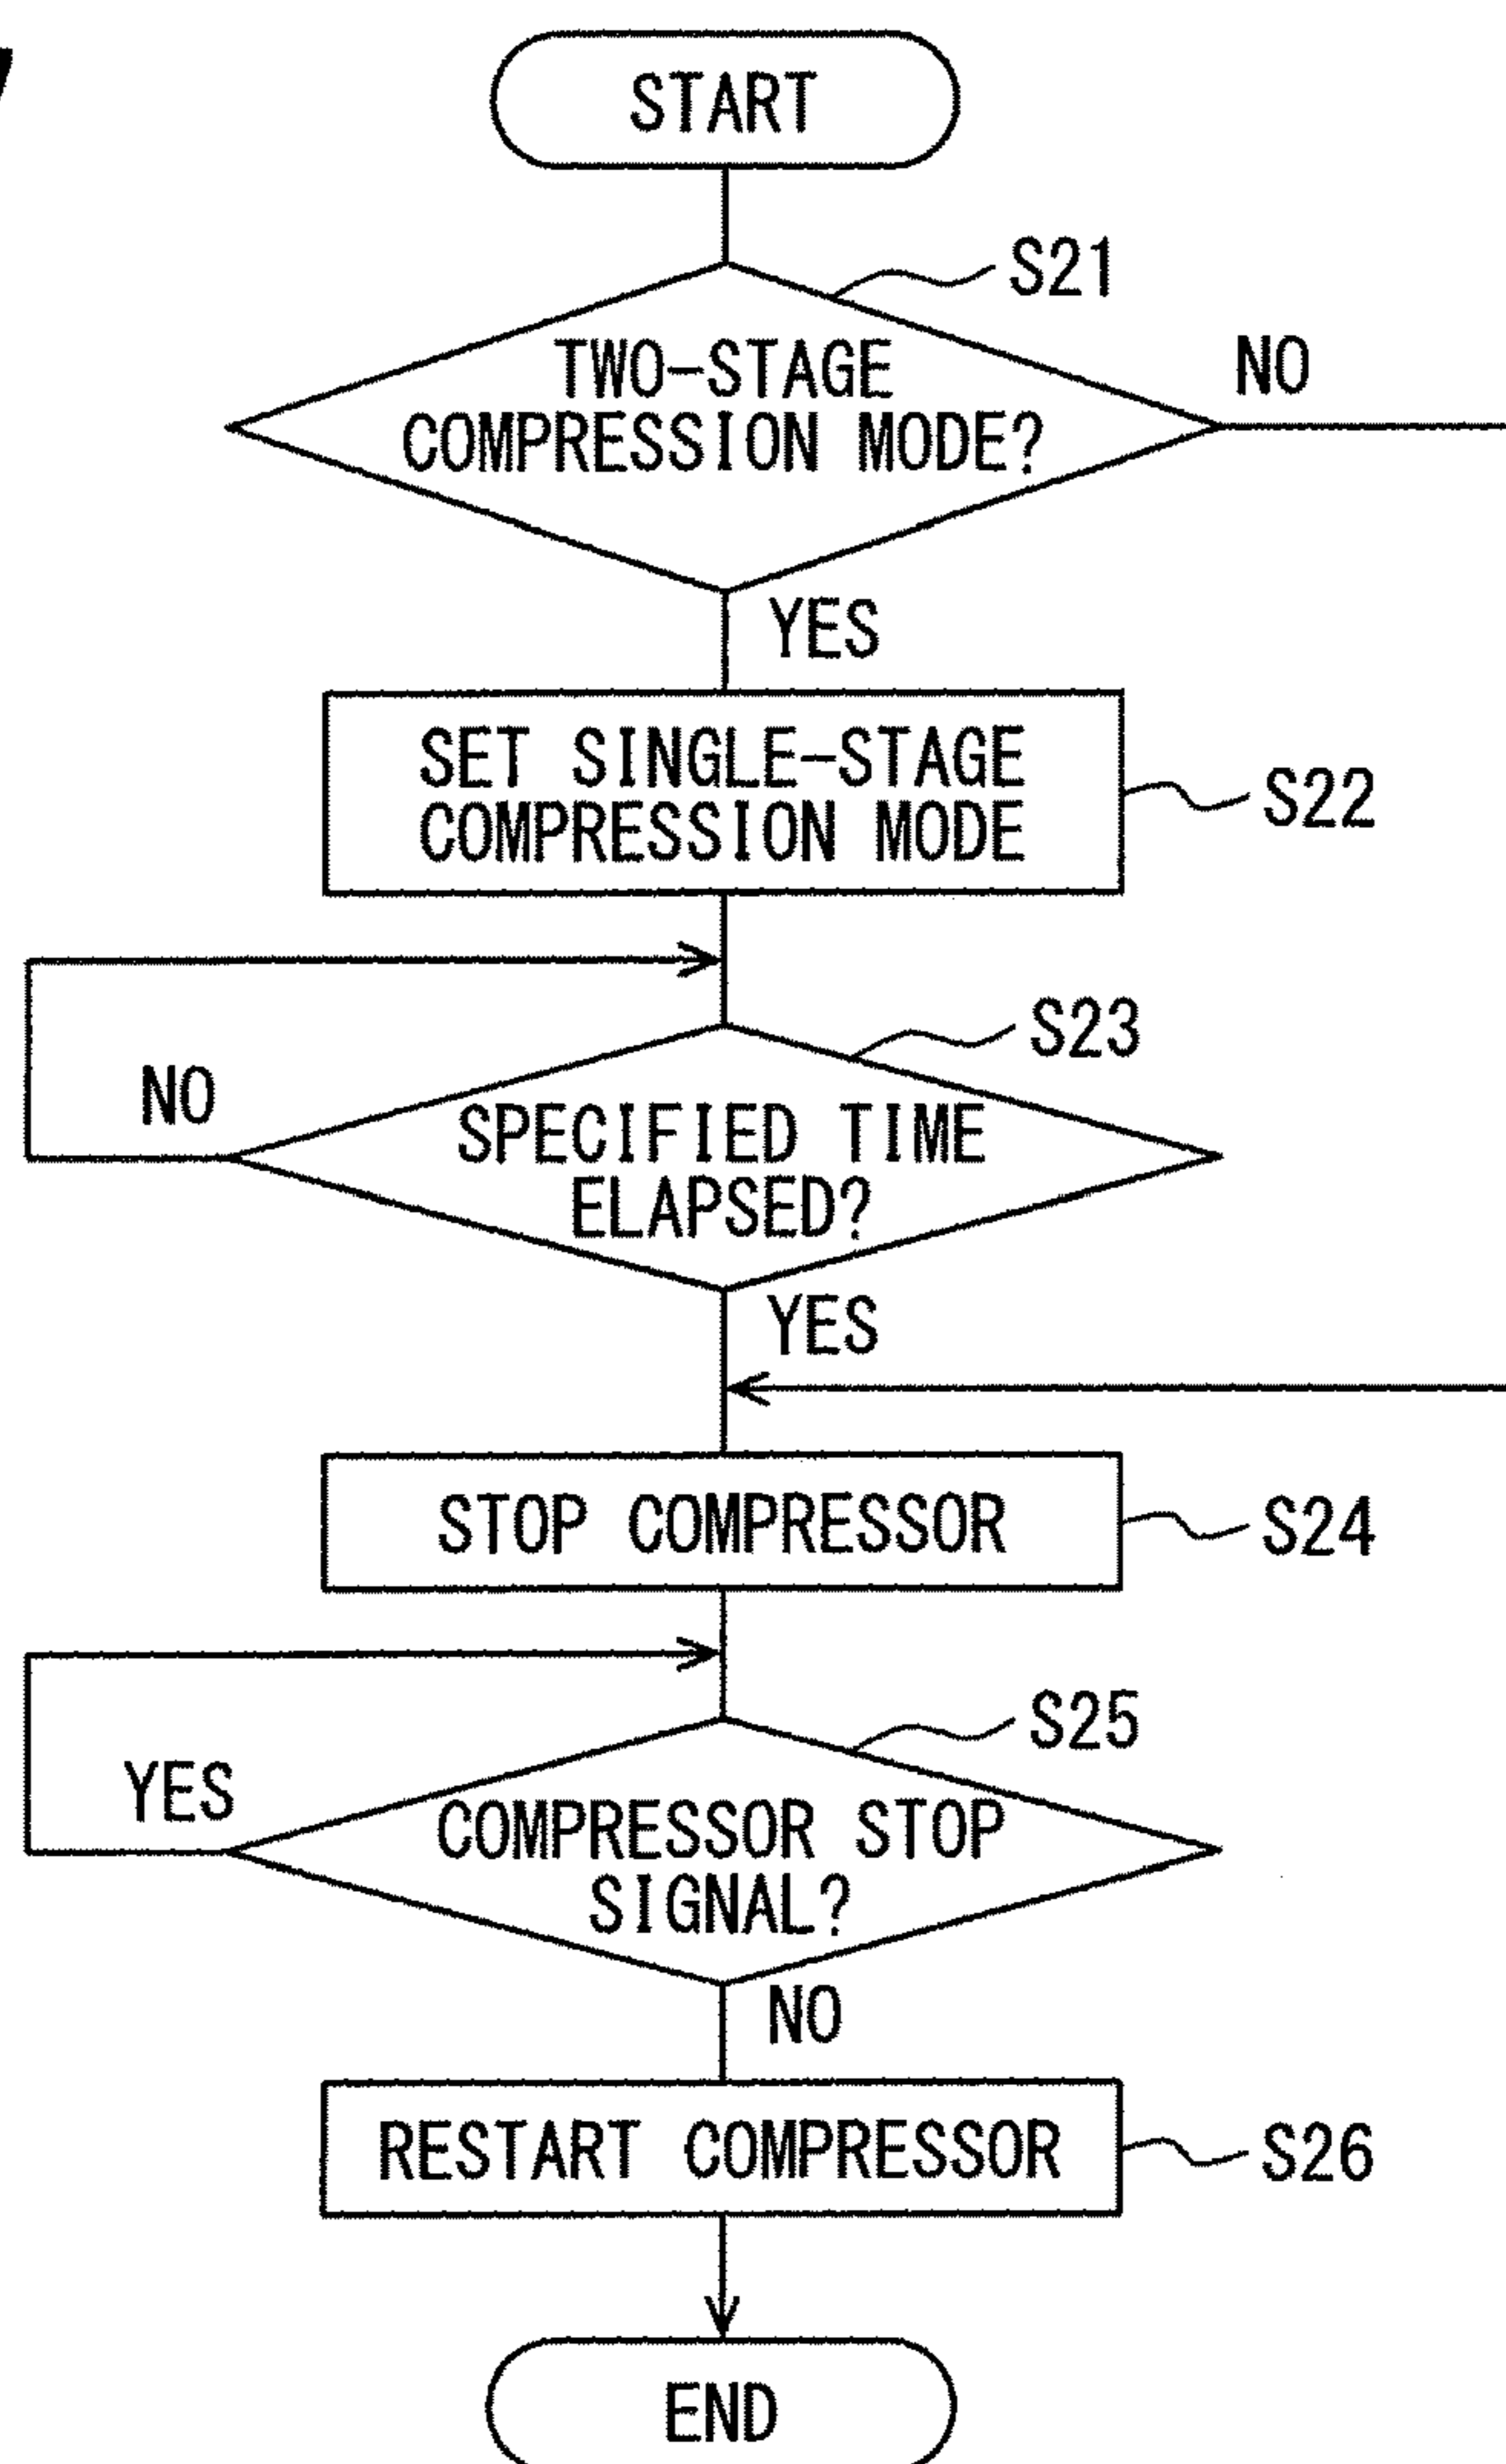 START
S21
TWO-STAGE
COMPRESSION MODE?
NO
YES
SET SINGLE-STAGE
COMPRESSION MODE
S22
S23
NO
SPECIFIED TIME
ELAPSED?
YES
STOP COMPRESSOR
S24
S25
YES
COMPRESSOR STOP
SIGNAL?
NO
RESTART COMPRESSOR
S26
END